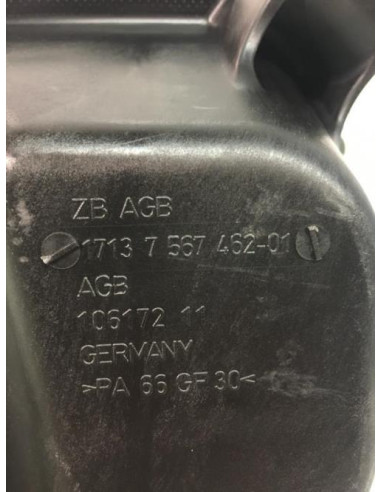 ZB AGB
1713 7 567 462-01
AGB
106172 11
GERMANY
>PA 66 GF 30<